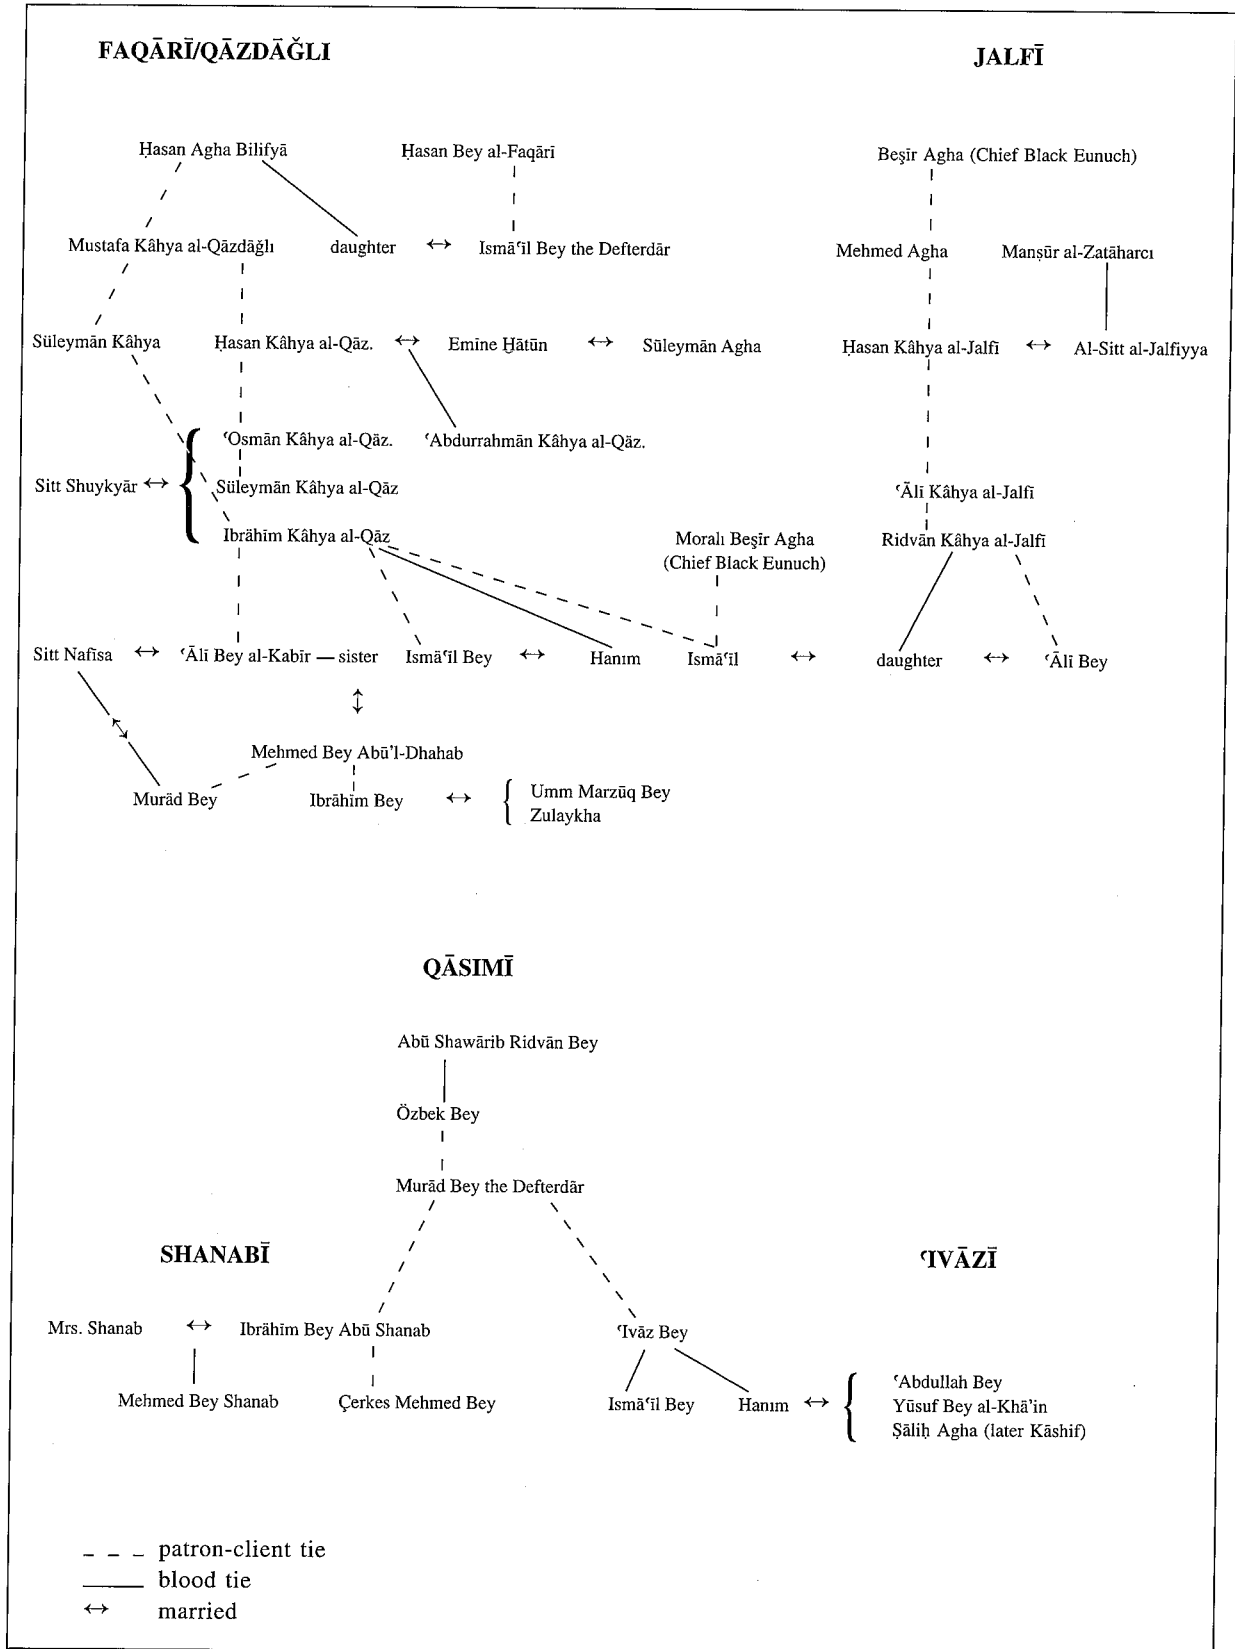 FAQĀRĪ/QĀZDĀĞLI
JALFĪ
Ḥasan Agha Bilifyā
Ḥasan Bey al-Faqārī
Beşīr Agha (Chief Black Eunuch)
Mustafa Kâhya al-Qāzdāğlı
daughter
↔
Ismāʿīl Bey the Defterdār
Mehmed Agha
Manṣūr al-Zatāharcı
Süleymān Kâhya
Ḥasan Kâhya al-Qāz.
↔
Emīne Ḫātūn
↔
Süleymān Agha
Ḥasan Kâhya al-Jalfī
↔
Al-Sitt al-Jalfiyya
ʿOsmān Kâhya al-Qāz.
ʿAbdurrahmān Kâhya al-Qāz.
Sitt Shuykyār ↔
Süleymān Kâhya al-Qāz
ʿĀlī Kâhya al-Jalfī
Ibrāhīm Kâhya al-Qāz
Moralı Beşīr Agha
(Chief Black Eunuch)
Ridvān Kâhya al-Jalfī
Sitt Nafīsa ↔ ʿĀlī Bey al-Kabīr — sister
Ismāʿīl Bey ↔ Hanım
Ismāʿīl ↔ daughter ↔ ʿĀlī Bey
Mehmed Bey Abū'l-Dhahab
Murād Bey
Ibrāhīm Bey ↔
Umm Marzūq Bey
Zulaykha
QĀSIMĪ
Abū Shawārib Ridvān Bey
Özbek Bey
Murād Bey the Defterdār
SHANABĪ
ʿIVĀZĪ
Mrs. Shanab ↔ Ibrāhīm Bey Abū Shanab
ʿIvāz Bey
Mehmed Bey Shanab
Çerkes Mehmed Bey
Ismāʿīl Bey
Hanım ↔
ʿAbdullah Bey
Yūsuf Bey al-Khā'in
Ṣāliḥ Agha (later Kāshif)
_ _ _ patron-client tie
___ blood tie
↔ married